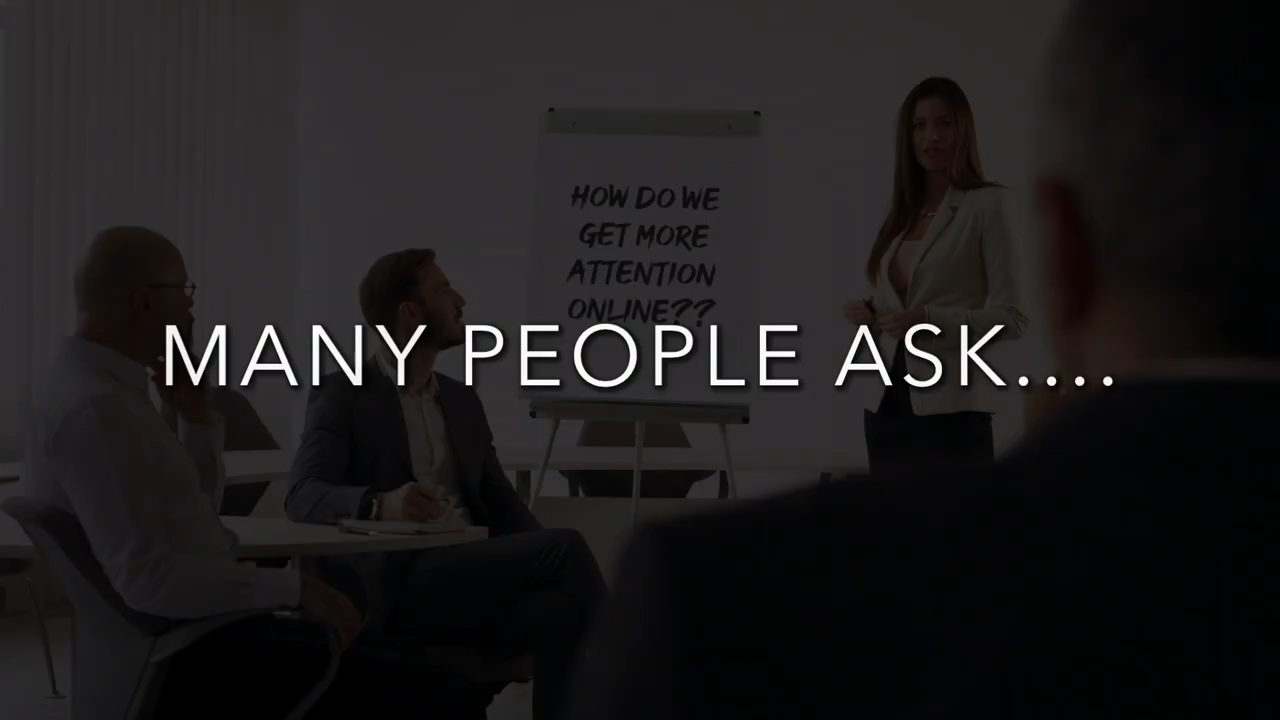 HOW DO WE
GET MORE
ATTENTION
ONLINE??
MANY PEOPLE ASK....